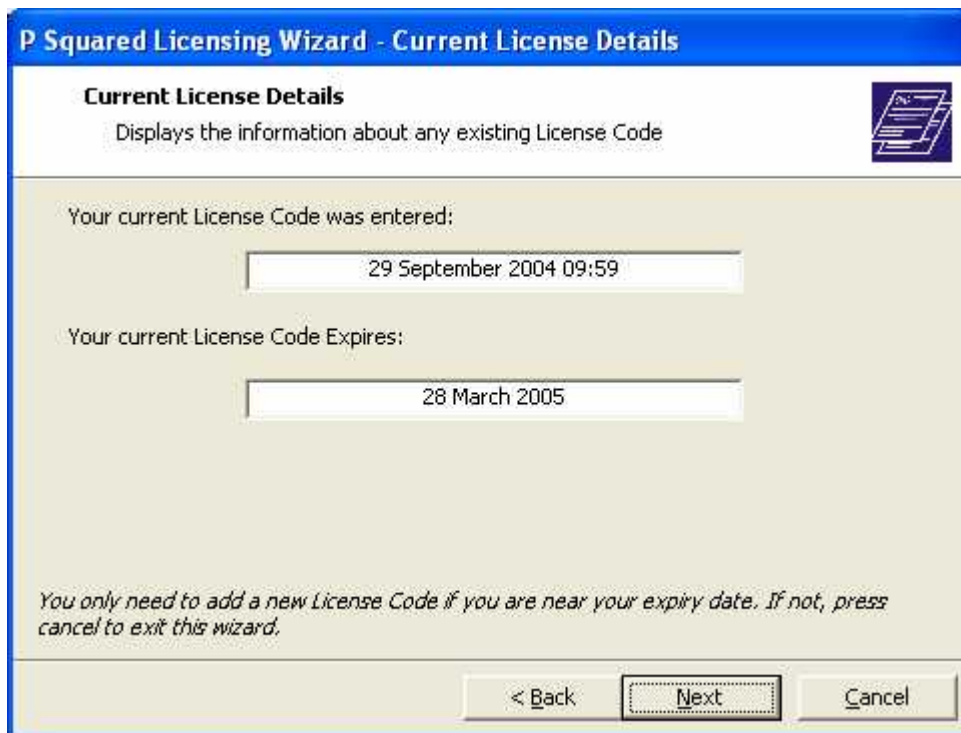 P Squared Licensing Wizard - Current License Details
Current License Details
Displays the information about any existing License Code
Your current License Code was entered:
29 September 2004 09:59
Your current License Code Expires:
28 March 2005
You only need to add a new License Code if you are near your expiry date. If not, press
cancel to exit this wizard.
< Back
Next
Cancel